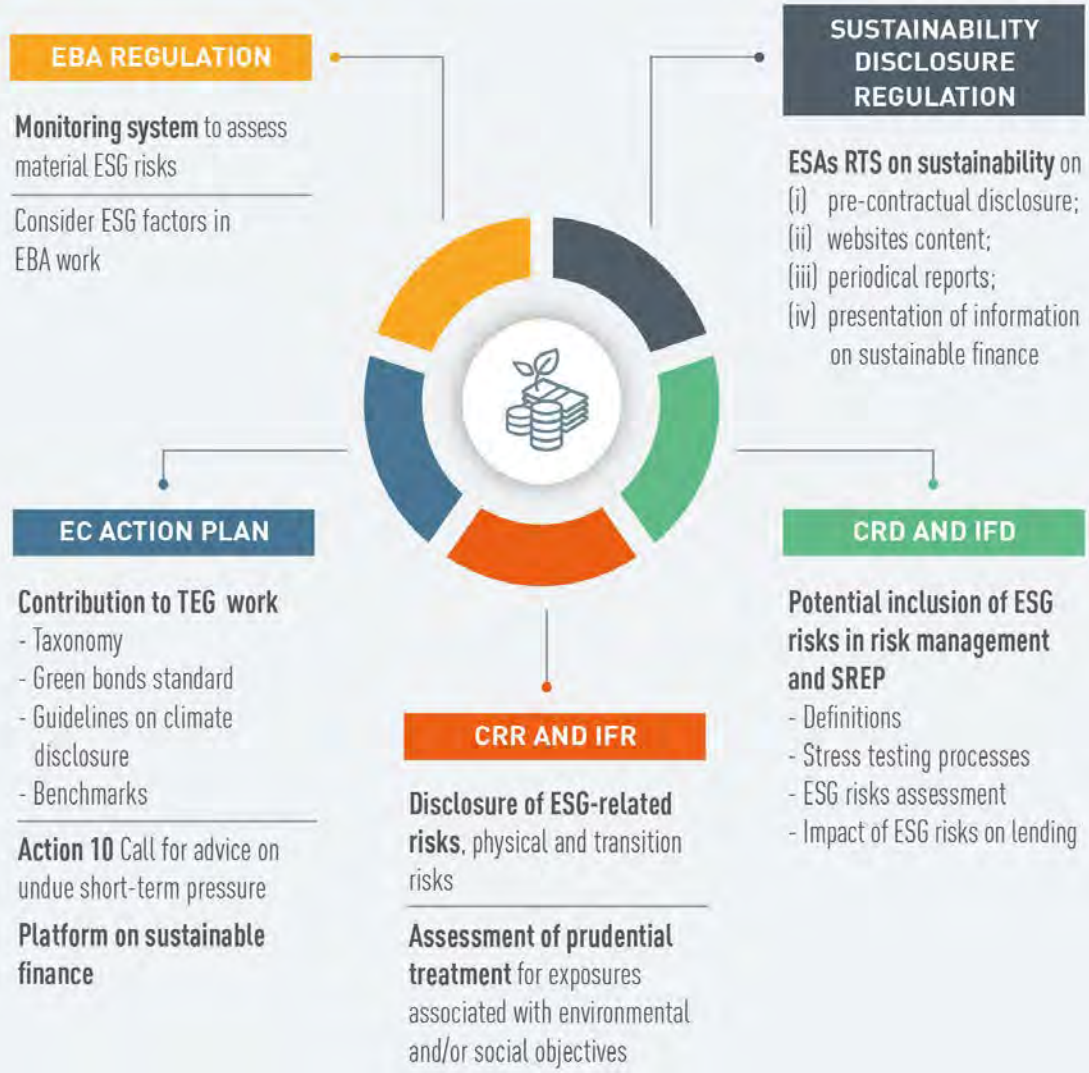 EBA REGULATION
Monitoring system to assess
material ESG risks
Consider ESG factors in
EBA work
SUSTAINABILITY
DISCLOSURE
REGULATION
ESAs RTS on sustainability on
(i) pre-contractual disclosure;
(ii) websites content;
(iii) periodical reports;
(iv) presentation of information
on sustainable finance
EC ACTION PLAN
Contribution to TEG work
- Taxonomy
- Green bonds standard
- Guidelines on climate
disclosure
- Benchmarks
Action 10 Call for advice on
undue short-term pressure
Platform on sustainable
finance
CRR AND IFR
Disclosure of ESG-related
risks, physical and transition
risks
Assessment of prudential
treatment for exposures
associated with environmental
and/or social objectives
CRD AND IFD
Potential inclusion of ESG
risks in risk management
and SREP
- Definitions
- Stress testing processes
- ESG risks assessment
- Impact of ESG risks on lending